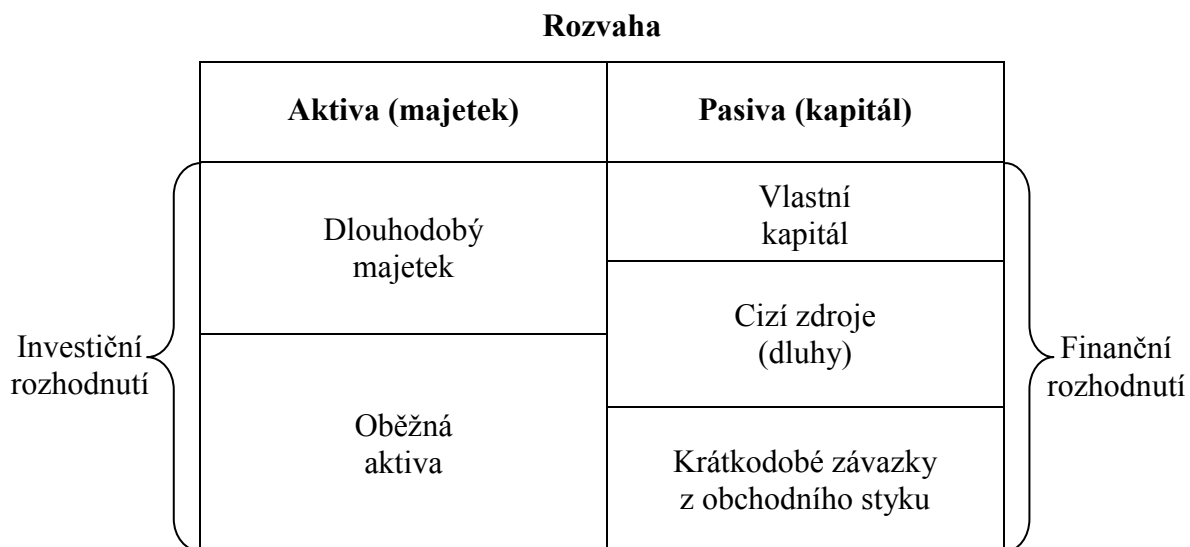 Rozvaha
Aktiva (majetek)
Pasiva (kapitál)
Dlouhodobý
majetek
Oběžná
aktiva
Vlastní
kapitál
Cizí zdroje
(dluhy)
Krátkodobé závazky
z obchodního styku
Investiční
rozhodnutí
Finanční
rozhodnutí